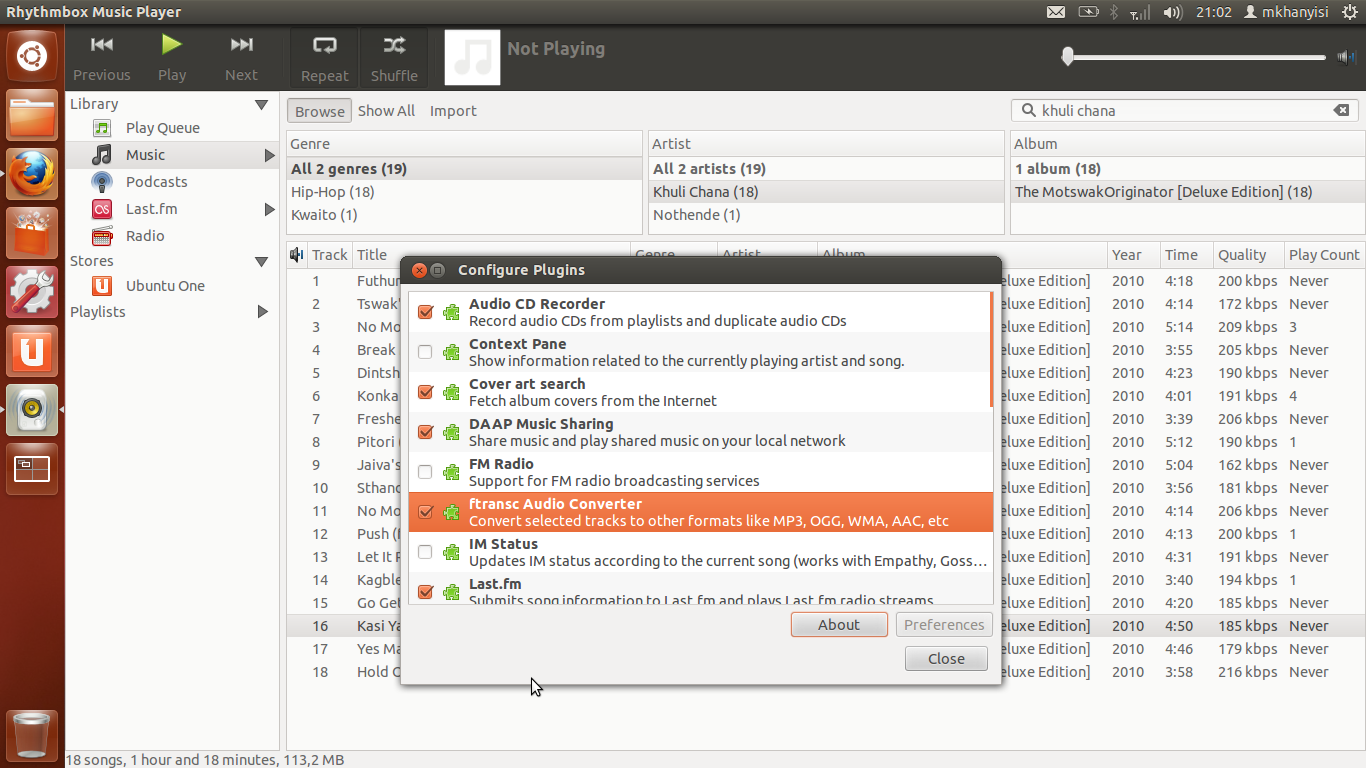 Rhythmbox Music Player
21:02 mkhanyisi
Previous Play Next Repeat Shuffle Not Playing
Library
Play Queue
Music
Podcasts
Last.fm
Radio
Stores
Ubuntu One
Playlists
Browse Show All Import khuli chana
Genre Artist Album
All 2 genres (19) All 2 artists (19) 1 album (18)
Hip-Hop (18) Khuli Chana (18) The MotswakOriginator [Deluxe Edition] (18)
Kwaito (1) Nothende (1)
Track Title Genre Artist Album Year Time Quality Play Count
1 eluxe Edition] 2010 4:18 200 kbps Never
2 Tswak' eluxe Edition] 2010 4:14 172 kbps Never
3 No Mo eluxe Edition] 2010 5:14 209 kbps 3
4 Break eluxe Edition] 2010 3:55 205 kbps Never
5 Dintsh eluxe Edition] 2010 4:23 190 kbps Never
6 Konka eluxe Edition] 2010 4:01 191 kbps 4
7 Freshe eluxe Edition] 2010 3:39 206 kbps Never
8 Pitori eluxe Edition] 2010 5:12 190 kbps 1
9 Jaiva's eluxe Edition] 2010 5:04 162 kbps Never
10 Sthand eluxe Edition] 2010 3:56 181 kbps Never
11 No Mo eluxe Edition] 2010 4:14 206 kbps Never
12 Push eluxe Edition] 2010 4:13 200 kbps 1
13 Let It eluxe Edition] 2010 4:31 191 kbps Never
14 Kagble eluxe Edition] 2010 3:40 194 kbps 1
15 Go Get eluxe Edition] 2010 4:20 185 kbps Never
16 Kasi Ya eluxe Edition] 2010 4:50 185 kbps Never
17 Yes Ma eluxe Edition] 2010 4:46 179 kbps Never
18 Hold eluxe Edition] 2010 3:58 216 kbps Never
Configure Plugins
Audio CD Recorder
Record audio CDs from playlists and duplicate audio CDs
Context Pane
Show information related to the currently playing artist and song.
Cover art search
Fetch album covers from the Internet
DAAP Music Sharing
Share music and play shared music on your local network
FM Radio
Support for FM radio broadcasting services
ftransc Audio Converter
Convert selected tracks to other formats like MP3, OGG, WMA, AAC, etc
IM Status
Updates IM status according to the current song (works with Empathy, Goss...
Last.fm
Submits song information to Last.fm and plays Last.fm radio streams
About Preferences
Close
18 songs, 1 hour and 18 minutes, 113,2 MB